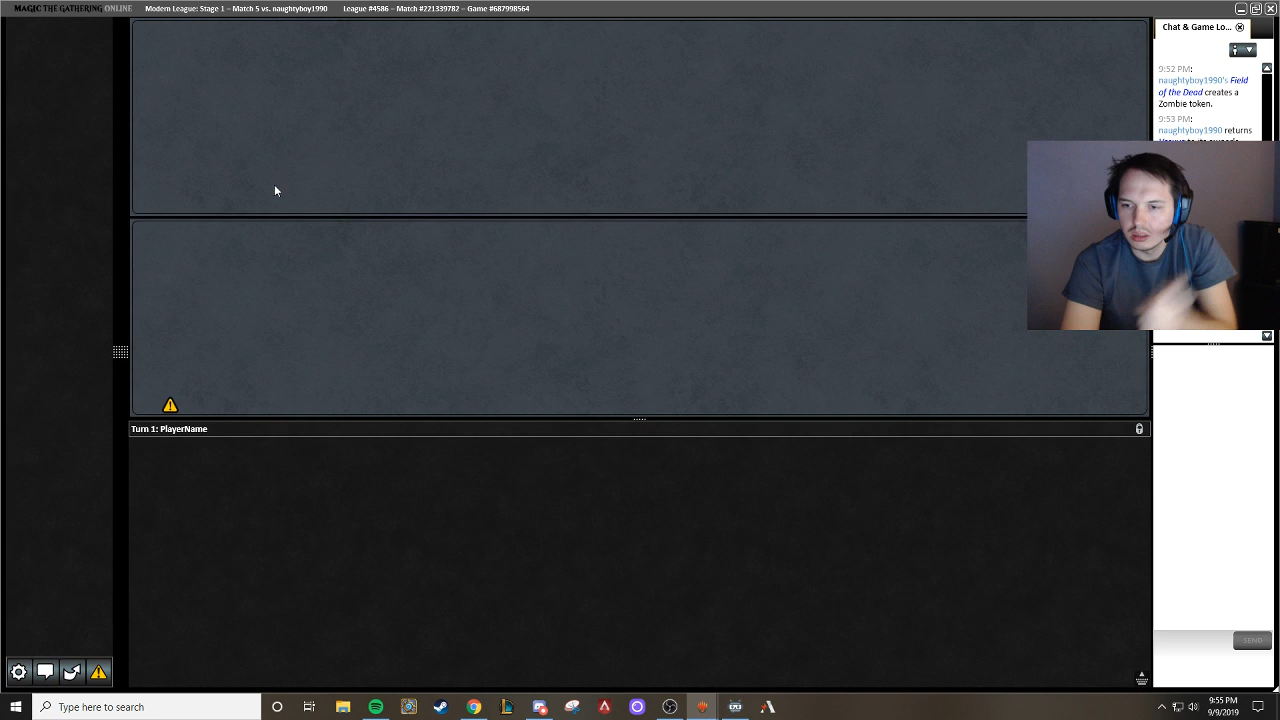 MAGIC THE GATHERING ONLINE Modern League: Stage 1 – Match 5 vs. naughtyboy1990 League #4586 – Match #221339782 – Game #687998564
Chat & Game Lo...
9:52 PM:
naughtyboy1990's Field
of the Dead creates a
Zombie token.
9:53 PM:
naughtyboy1990 returns
Turn 1: PlayerName
SEND
Type here to search
9:55 PM
9/9/2019